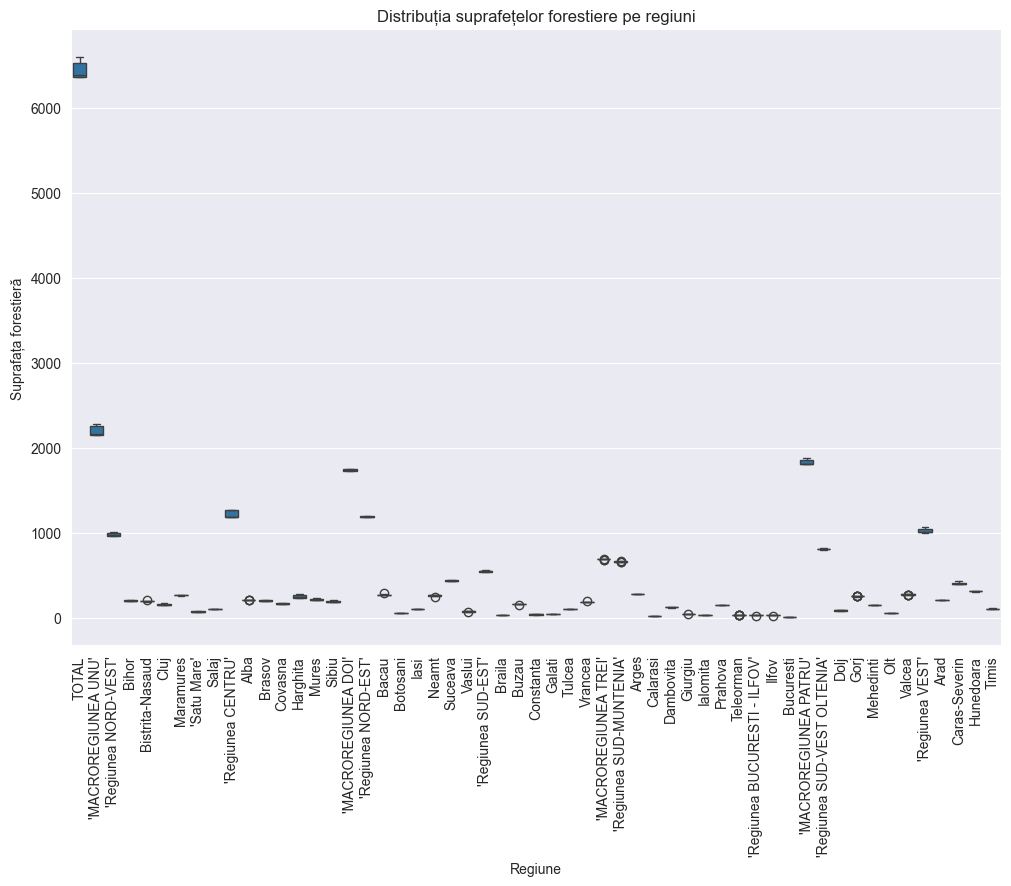 Distribuția suprafețelor forestiere pe regiuni
Suprafața forestieră
6000
5000
4000
3000
2000
1000
0
TOTAL
'MACROREGIUNEA UNU'
'Regiunea NORD-VEST'
Bihor
Bistrita-Nasaud
Cluj
Maramures
'Satu Mare'
Salaj
'Regiunea CENTRU'
Alba
Brasov
Covasna
Harghita
Mures
Sibiu
'MACROREGIUNEA DOI'
'Regiunea NORD-EST'
Bacau
Botosani
Iasi
Neamt
Suceava
Vaslui
'Regiunea SUD-EST'
Braila
Buzau
Constanta
Galati
Tulcea
Vrancea
'MACROREGIUNEA TREI'
'Regiunea SUD-MUNTENIA'
Arges
Calarasi
Dambovita
Giurgiu
Ialomita
Prahova
Teleorman
'Regiunea BUCURESTI - ILFOV'
Ilfov
Bucuresti
'MACROREGIUNEA PATRU'
'Regiunea SUD-VEST OLTENIA'
Dolj
Gorj
Mehedinti
Olt
Valcea
'Regiunea VEST'
Arad
Caras-Severin
Hunedoara
Timis
Regiune